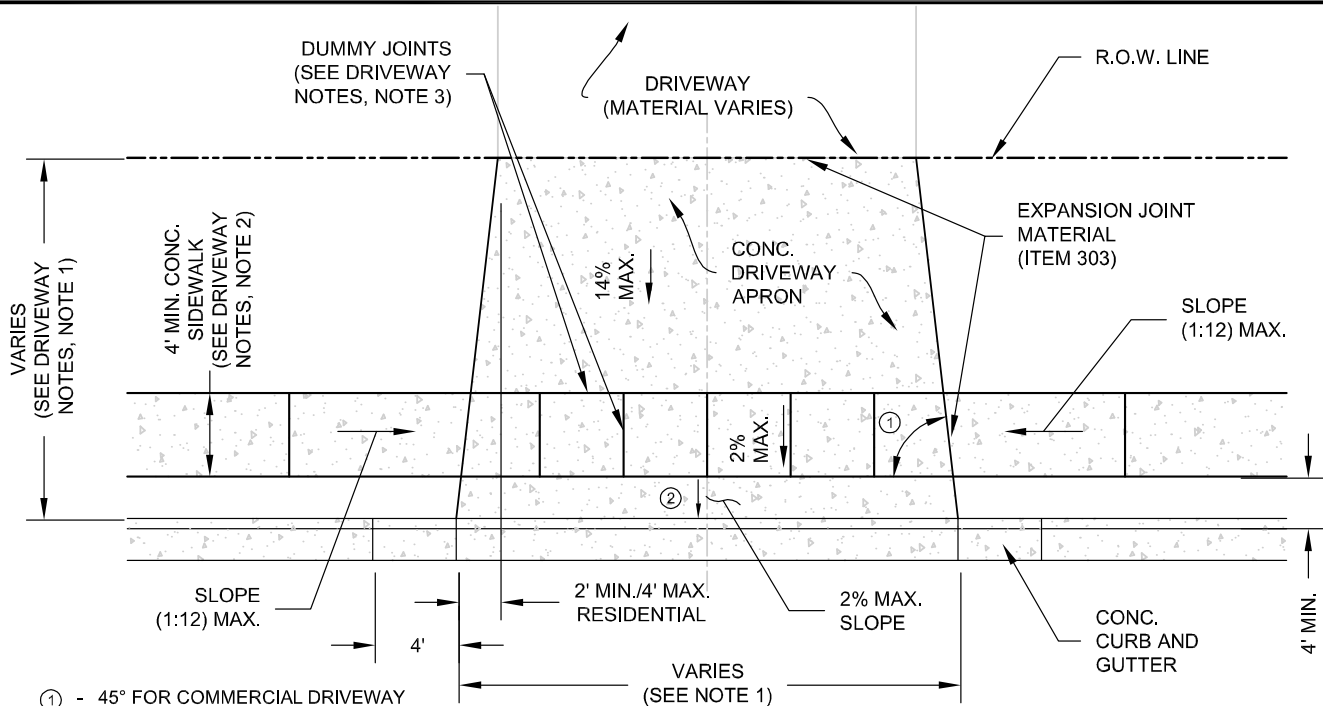 DUMMY JOINTS
(SEE DRIVEWAY
NOTES, NOTE 3)
DRIVEWAY
(MATERIAL VARIES)
R.O.W. LINE
VARIES
(SEE DRIVEWAY
NOTES, NOTE 1)
4' MIN. CONC.
SIDEWALK
(SEE DRIVEWAY
NOTES, NOTE 2)
14%
MAX.
CONC.
DRIVEWAY
APRON
EXPANSION JOINT
MATERIAL
(ITEM 303)
SLOPE
(1:12) MAX.
2%
MAX.
1
2
SLOPE
(1:12) MAX.
2' MIN./4' MAX.
RESIDENTIAL
2% MAX.
SLOPE
CONC.
CURB AND
GUTTER
4' MIN.
4'
VARIES
(SEE NOTE 1)
1 - 45° FOR COMMERCIAL DRIVEWAY